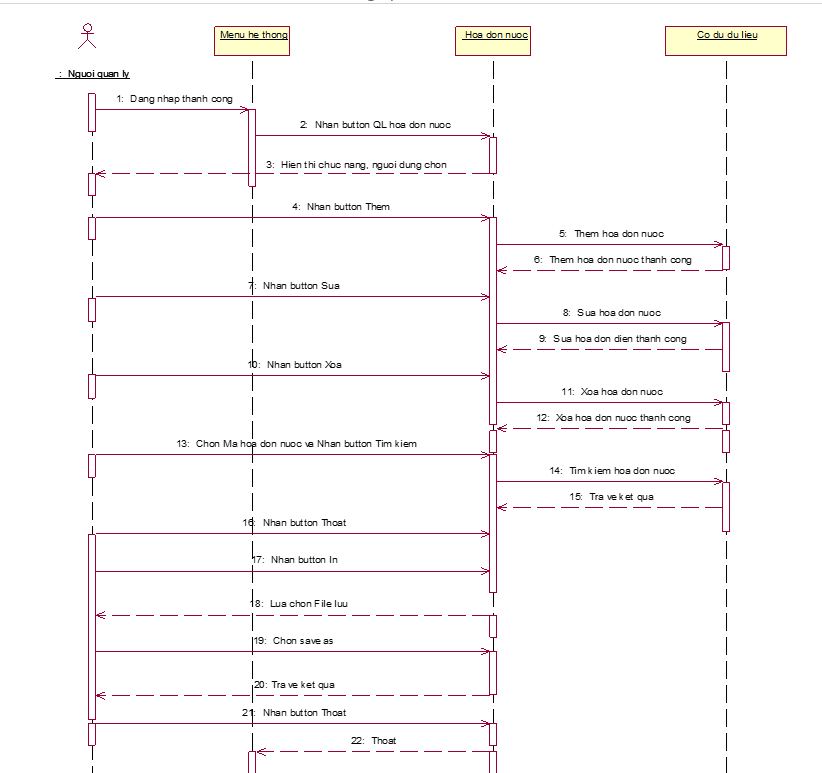 Menu he thong
Hoa don nuoc
Co du du lieu
: Nguoi quan ly
1: Dang nhap thanh cong
2: Nhan button QL hoa don nuoc
3: Hien thi chuc nang, nguoi dung chon
4: Nhan button Them
5: Them hoa don nuoc
6: Them hoa don nuoc thanh cong
7: Nhan button Sua
8: Sua hoa don nuoc
9: Sua hoa don dien thanh cong
10: Nhan button Xoa
11: Xoa hoa don nuoc
12: Xoa hoa don nuoc thanh cong
13: Chon Ma hoa don nuoc va Nhan button Tim kiem
14: Tim kiem hoa don nuoc
15: Tra ve ket qua
16: Nhan button Thoat
17: Nhan button In
18: Lua chon File luu
19: Chon save as
20: Tra ve ket qua
21: Nhan button Thoat
22: Thoat